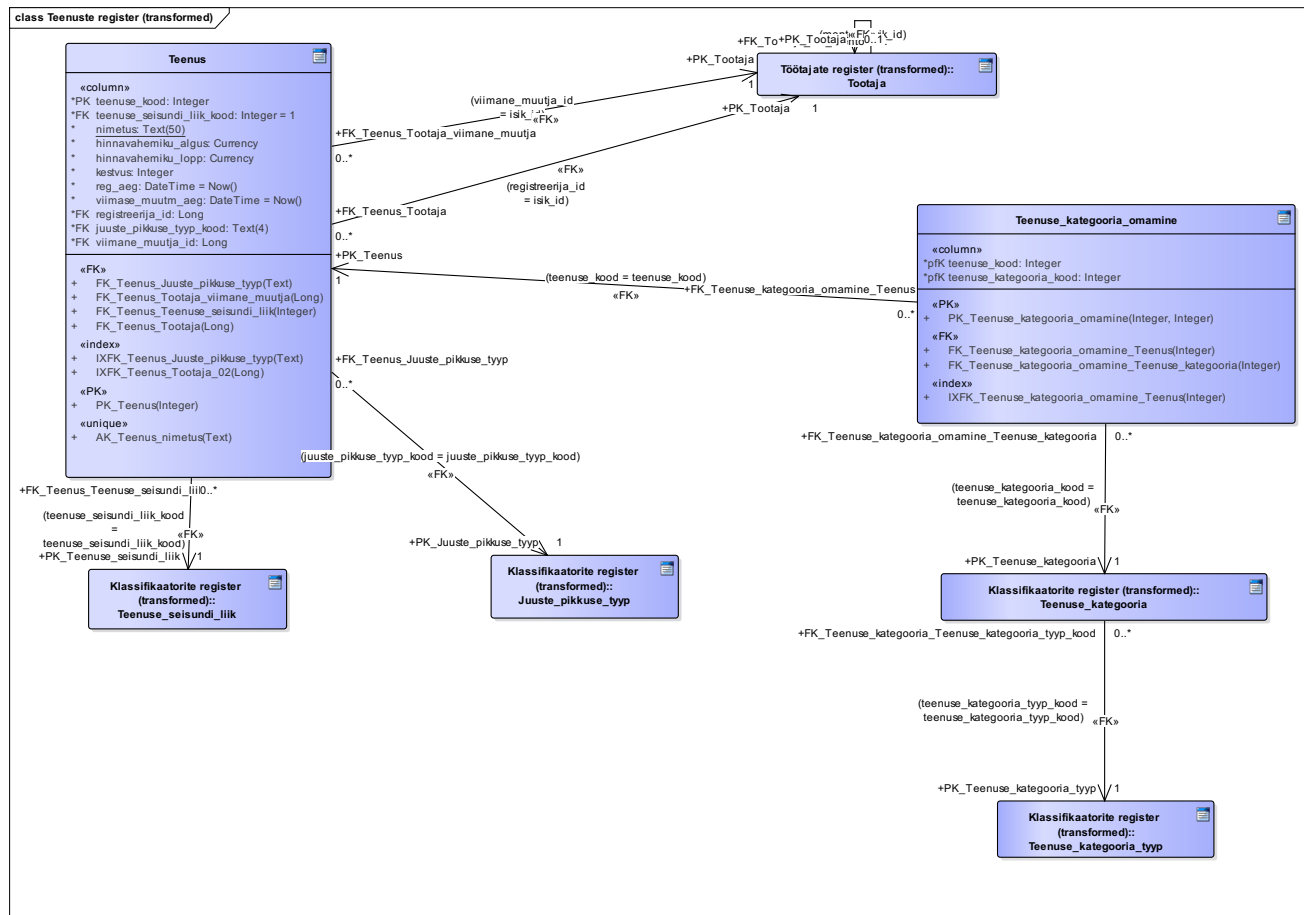 class Teenuste register (transformed)
Teenus
«column»
*PK teenuse_kood: Integer
*FK teenuse_seisundi_liik_kood: Integer = 1
* nimetus: Text(50)
* hinnavahemiku_algus: Currency
* hinnavahemiku_lopp: Currency
* kestvus: Integer
* reg_aeg: DateTime = Now()
* viimase_muutm_aeg: DateTime = Now()
*FK registreerija_id: Long
*FK juuste_pikkuse_tyyp_kood: Text(4)
*FK viimane_muutja_id: Long
«FK»
+ FK_Teenus_Juuste_pikkuse_tyyp(Text)
+ FK_Teenus_Tootaja_viimane_muutja(Long)
+ FK_Teenus_Teenuse_seisundi_liik(Integer)
+ FK_Teenus_Tootaja(Long)
«index»
+ IXFK_Teenus_Juuste_pikkuse_tyyp(Text)
+ IXFK_Teenus_Tootaja_02(Long)
«PK»
+ PK_Teenus(Integer)
«unique»
+ AK_Teenus_nimetus(Text)
+PK_Tootaja
0..1
«FK»
Töötajate register (transformed)::
Tootaja
+PK_Tootaja
1
(viimane_muutja_id
= isik_id)
«FK»
+FK_Teenus_Tootaja_viimane_muutja
0..*
+PK_Tootaja
1
«FK»
(registreerija_id
= isik_id)
+FK_Teenus_Tootaja
0..*
+PK_Teenus
1
(teenuse_kood = teenuse_kood)
«FK»
+FK_Teenuse_kategooria_omamine_Teenus
0..*
Teenuse_kategooria_omamine
«column»
*pfK teenuse_kood: Integer
*pfK teenuse_kategooria_kood: Integer
«PK»
+ PK_Teenuse_kategooria_omamine(Integer, Integer)
«FK»
+ FK_Teenuse_kategooria_omamine_Teenus(Integer)
+ FK_Teenuse_kategooria_omamine_Teenuse_kategooria(Integer)
«index»
+ IXFK_Teenuse_kategooria_omamine_Teenus(Integer)
+FK_Teenus_Juuste_pikkuse_tyyp
0..*
(juuste_pikkuse_tyyp_kood = juuste_pikkuse_tyyp_kood)
«FK»
+PK_Juuste_pikkuse_tyyp
1
Klassifikaatorite register
(transformed)::
Juuste_pikkuse_tyyp
0..*
(teenuse_seisundi_liik_kood
=
teenuse_seisundi_liik_kood)
«FK»
+PK_Teenuse_seisundi_liik
1
Klassifikaatorite register
(transformed)::
Teenuse_seisundi_liik
+FK_Teenuse_kategooria_omamine_Teenuse_kategooria
0..*
(teenuse_kategooria_kood =
teenuse_kategooria_kood)
«FK»
+PK_Teenuse_kategooria
1
Klassifikaatorite register (transformed)::
Teenuse_kategooria
+FK_Teenuse_kategooria_Teenuse_kategooria_tyyp_kood
0..*
(teenuse_kategooria_tyyp_kood =
teenuse_kategooria_tyyp_kood)
«FK»
+PK_Teenuse_kategooria_tyyp
1
Klassifikaatorite register
(transformed)::
Teenuse_kategooria_tyyp